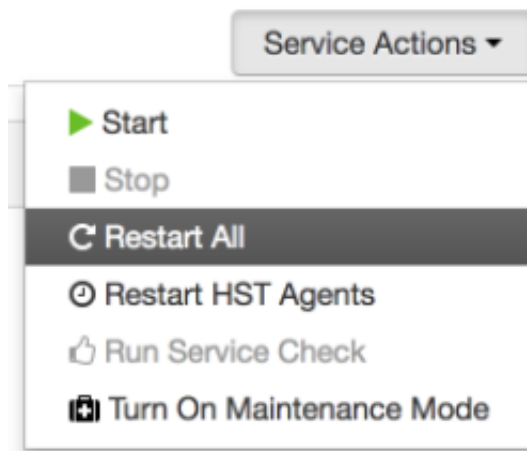 Service Actions
Start
Stop
Restart All
Restart HST Agents
Run Service Check
Turn On Maintenance Mode